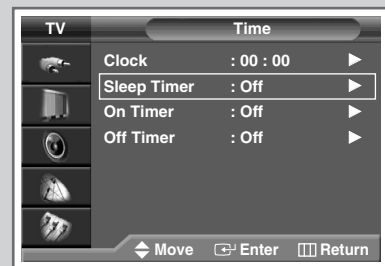 TV Time
Clock : 00 : 00
Sleep Timer : Off
On Timer : Off
Off Timer : Off
Move Enter Return